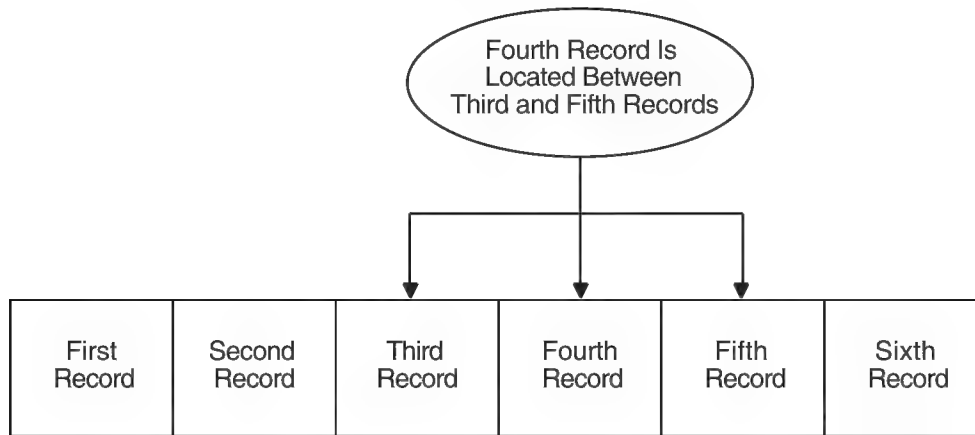 Fourth Record Is
Located Between
Third and Fifth Records
First
Record
Second
Record
Third
Record
Fourth
Record
Fifth
Record
Sixth
Record